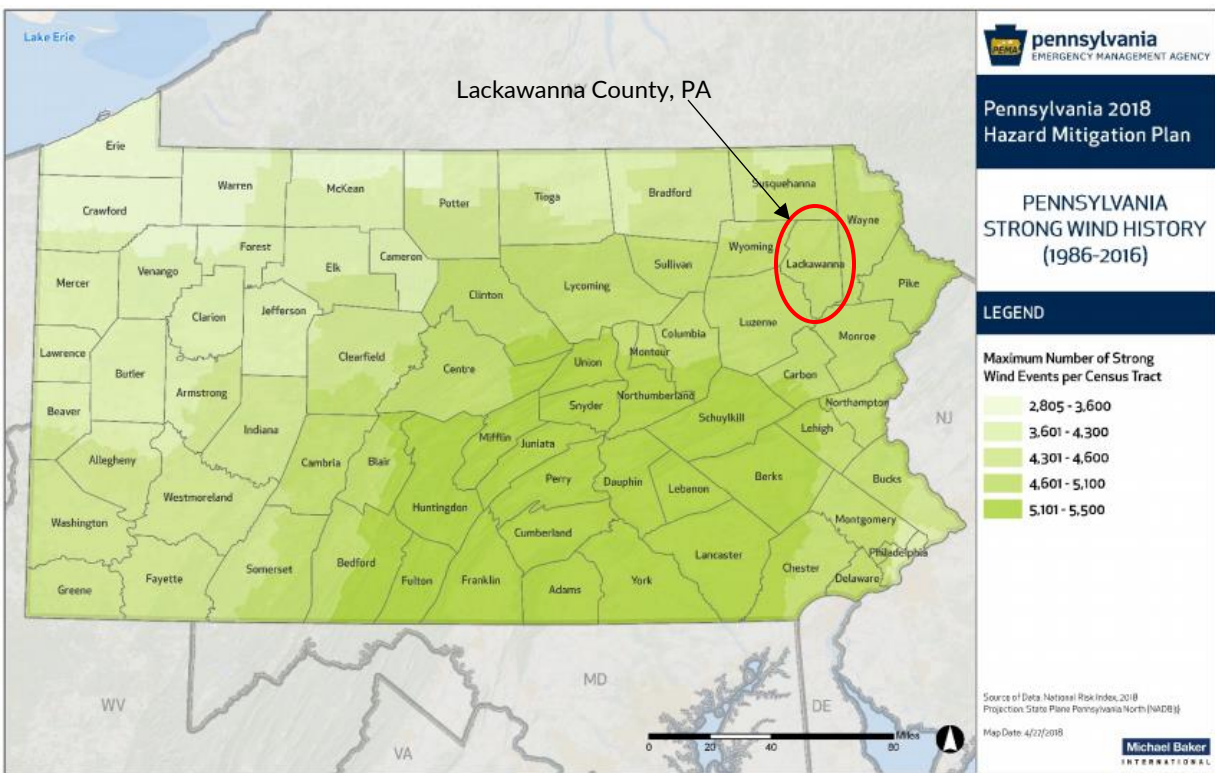 Lake Erie
Lackawanna County, PA
Erie
Warren
McKean
Potter
Tioga
Bradford
Susquehanna
Wayne
Crawford
Forest
Elk
Cameron
Sullivan
Wyoming
Lackawanna
Pike
Mercer
Venango
Clarion
Jefferson
Clinton
Lycoming
Luzerne
Monroe
Lawrence
Butler
Armstrong
Clearfield
Centre
Union
Montour
Columbia
Carbon
Beaver
Indiana
Snyder
Northumberland
Schuylkill
Northampton
Lehigh
NJ
Allegheny
Westmoreland
Cambria
Blair
Mifflin
Juniata
Perry
Dauphin
Lebanon
Berks
Bucks
Washington
Huntingdon
Cumberland
Montgomery
Philadelphia
Greene
Fayette
Somerset
Bedford
Fulton
Franklin
Adams
York
Lancaster
Chester
Delaware
WV
MD
DE
VA
Miles
0 20 40 80
PEMA
pennsylvania
EMERGENCY MANAGEMENT AGENCY
Pennsylvania 2018
Hazard Mitigation Plan
PENNSYLVANIA
STRONG WIND HISTORY
(1986-2016)
LEGEND
Maximum Number of Strong
Wind Events per Census Tract
2,805 - 3,600
3,601 - 4,300
4,301 - 4,600
4,601 - 5,100
5,101 - 5,500
Source of Data: National Risk Index, 2018
Projection: State Plane Pennsylvania North (NAD83)
Map Date: 4/27/2018
Michael Baker
INTERNATIONAL